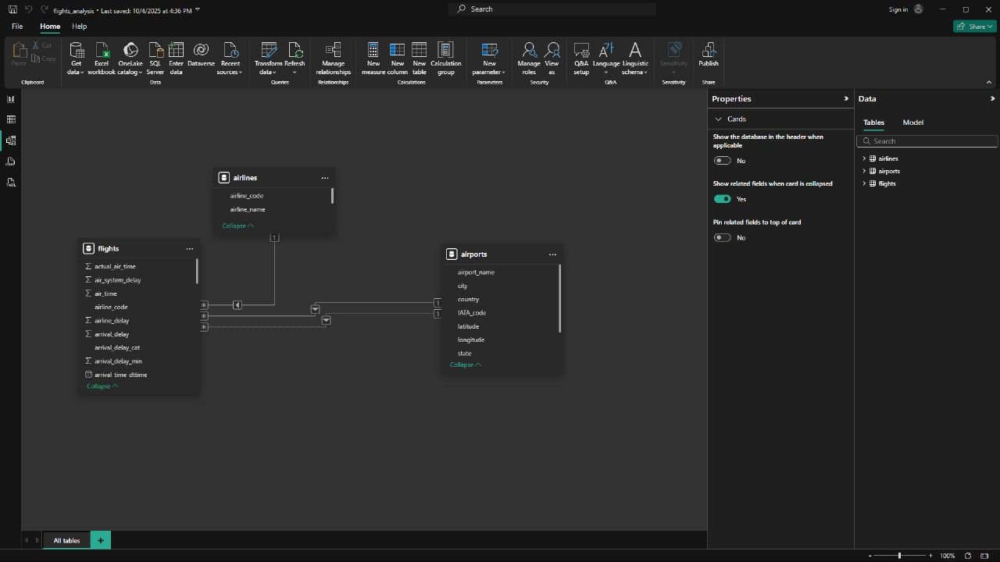 flights_analysis • Last saved: 10/4/2025 at 4:36 PM
Search
Sign in
File
Home
Help
Share
Paste
Cut
Copy
Clipboard
Get data
Excel workbook
OneLake catalog
SQL Server
Enter data
Dataverse
Recent sources
Data
Transform data
Refresh
Queries
Manage relationships
Relationships
New measure
New column
New table
Calculation group
Calculations
New parameter
Parameters
Manage roles
View as
Security
Q&A setup
Language
Linguistic schema
Q&A
Sensitivity
Sensitivity
Publish
Share
airlines
airline_code
airline_name
Collapse
1
flights
actual_air_time
air_system_delay
air_time
airline_code
airline_delay
arrival_delay
arrival_delay_cat
arrival_delay_min
arrival_time_dttime
Collapse
*
*
*
1
1
airports
airport_name
city
country
IATA_code
latitude
longitude
state
Collapse
Properties
Cards
Show the database in the header when
applicable
No
Show related fields when card is collapsed
Yes
Pin related fields to top of card
No
Data
Tables
Model
Search
airlines
airports
flights
All tables
+
- + 100%